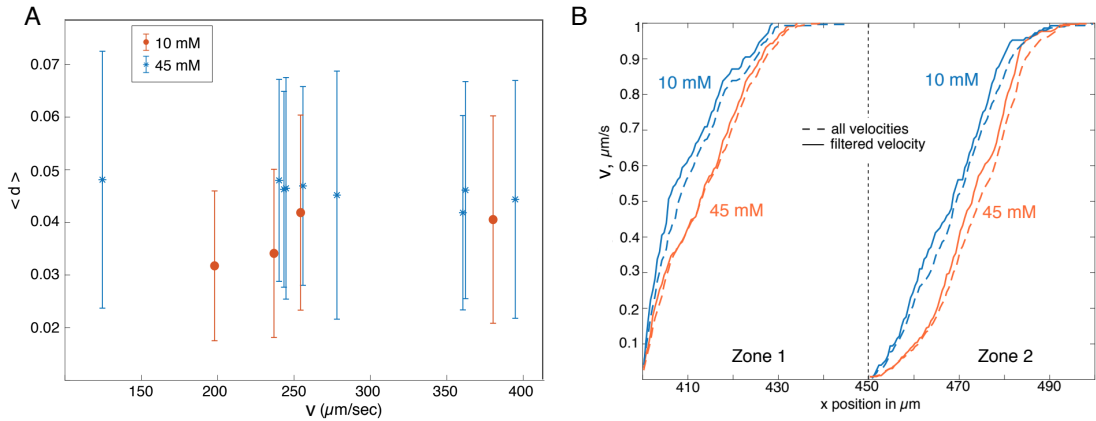 A
10 mM
45 mM
0.07
0.06
0.05
0.04
0.03
0.02
< d >
150
200
250
300
350
400
V (µm/sec)
B
1
0.9
0.8
0.7
0.6
0.5
0.4
0.3
0.2
0.1
V, µm/s
10 mM
45 mM
all velocities
filtered velocity
10 mM
45 mM
Zone 1
Zone 2
410
430
450
470
490
x position in µm